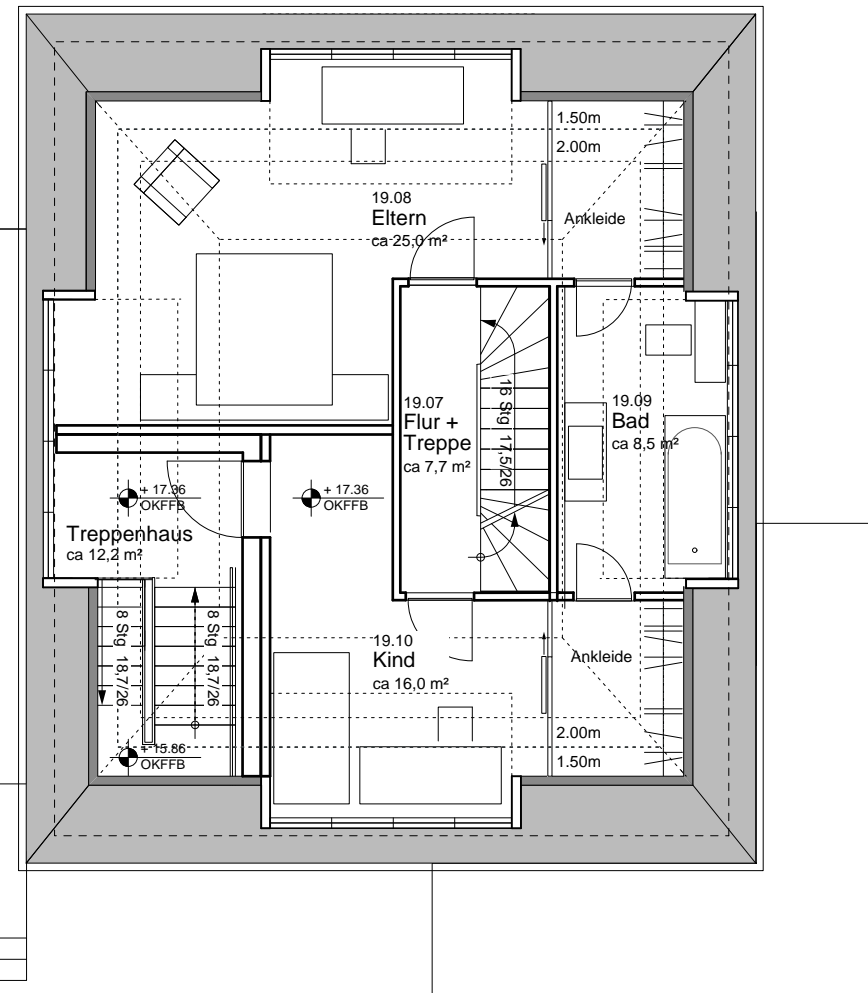 1.50m
2.00m
19.08
Eltern
ca 25,0 m²
Ankleide
19.07
Flur +
Treppe
ca 7,7 m²
16 Stg 17,5/26
19.09
Bad
ca 8,5 m²
+ 17.36
OKFFB
+ 17.36
OKFFB
Treppenhaus
ca 12,2 m²
8 Stg 18,7/26
8 Stg 18,7/26
19.10
Kind
ca 16,0 m²
Ankleide
2.00m
1.50m
+ 15.86
OKFFB